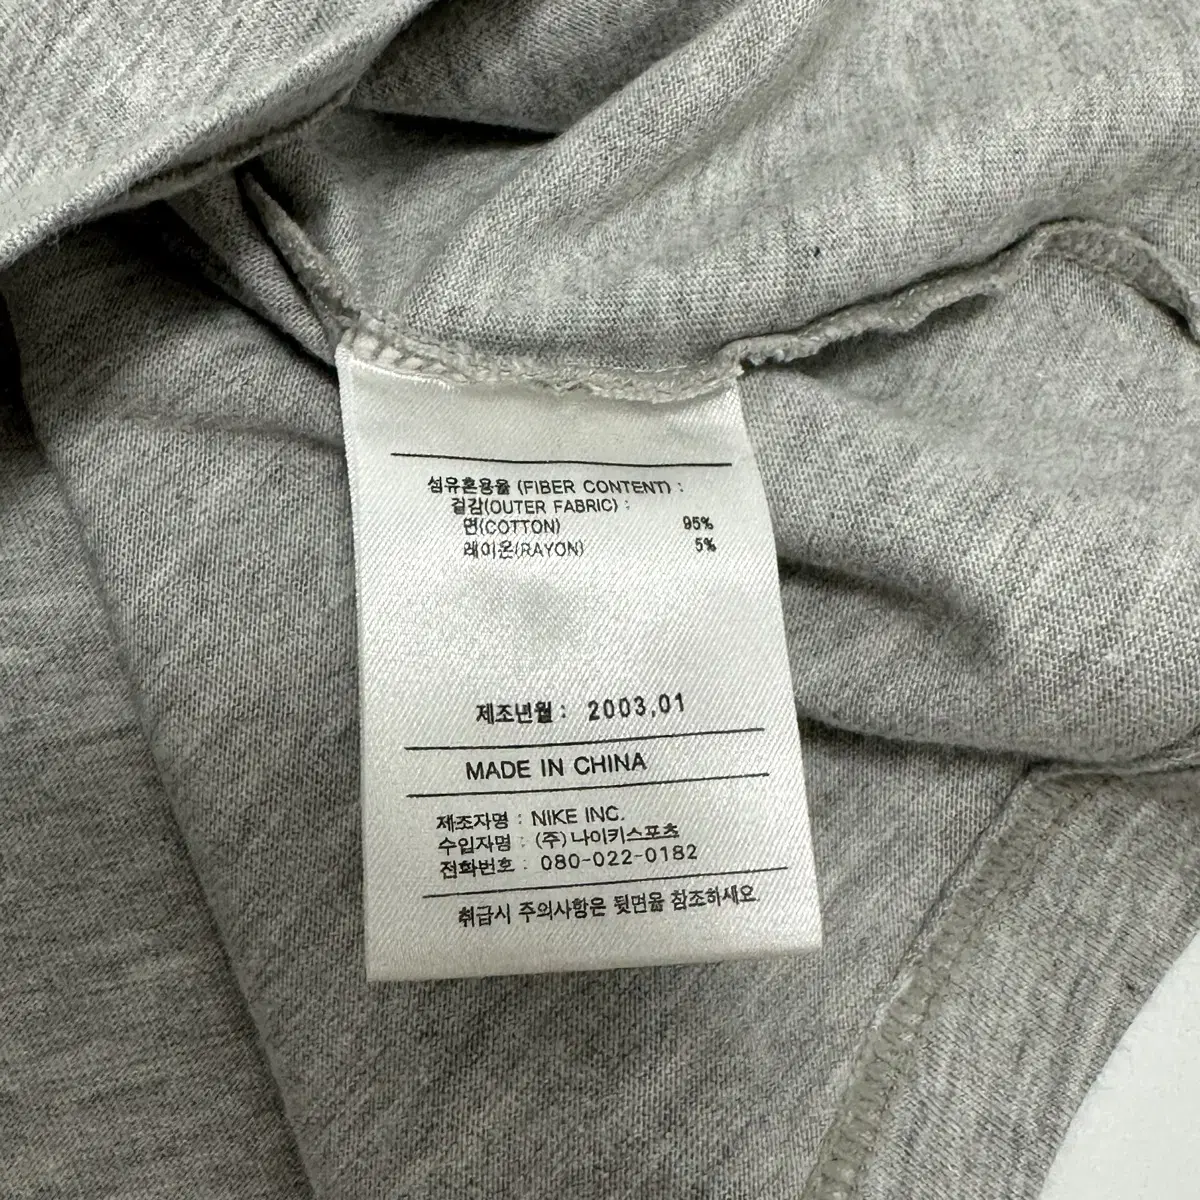 섬유혼용율 (FIBER CONTENT) :
겉감(OUTER FABRIC) :
면(COTTON) 95%
레이온(RAYON) 5%
제조년월 : 2003,01
MADE IN CHINA
제조자명 : NIKE INC.
수입자명 : (주)나이키스포츠
전화번호 : 080-022-0182
취급시 주의사항은 뒷면을 참조하세요.